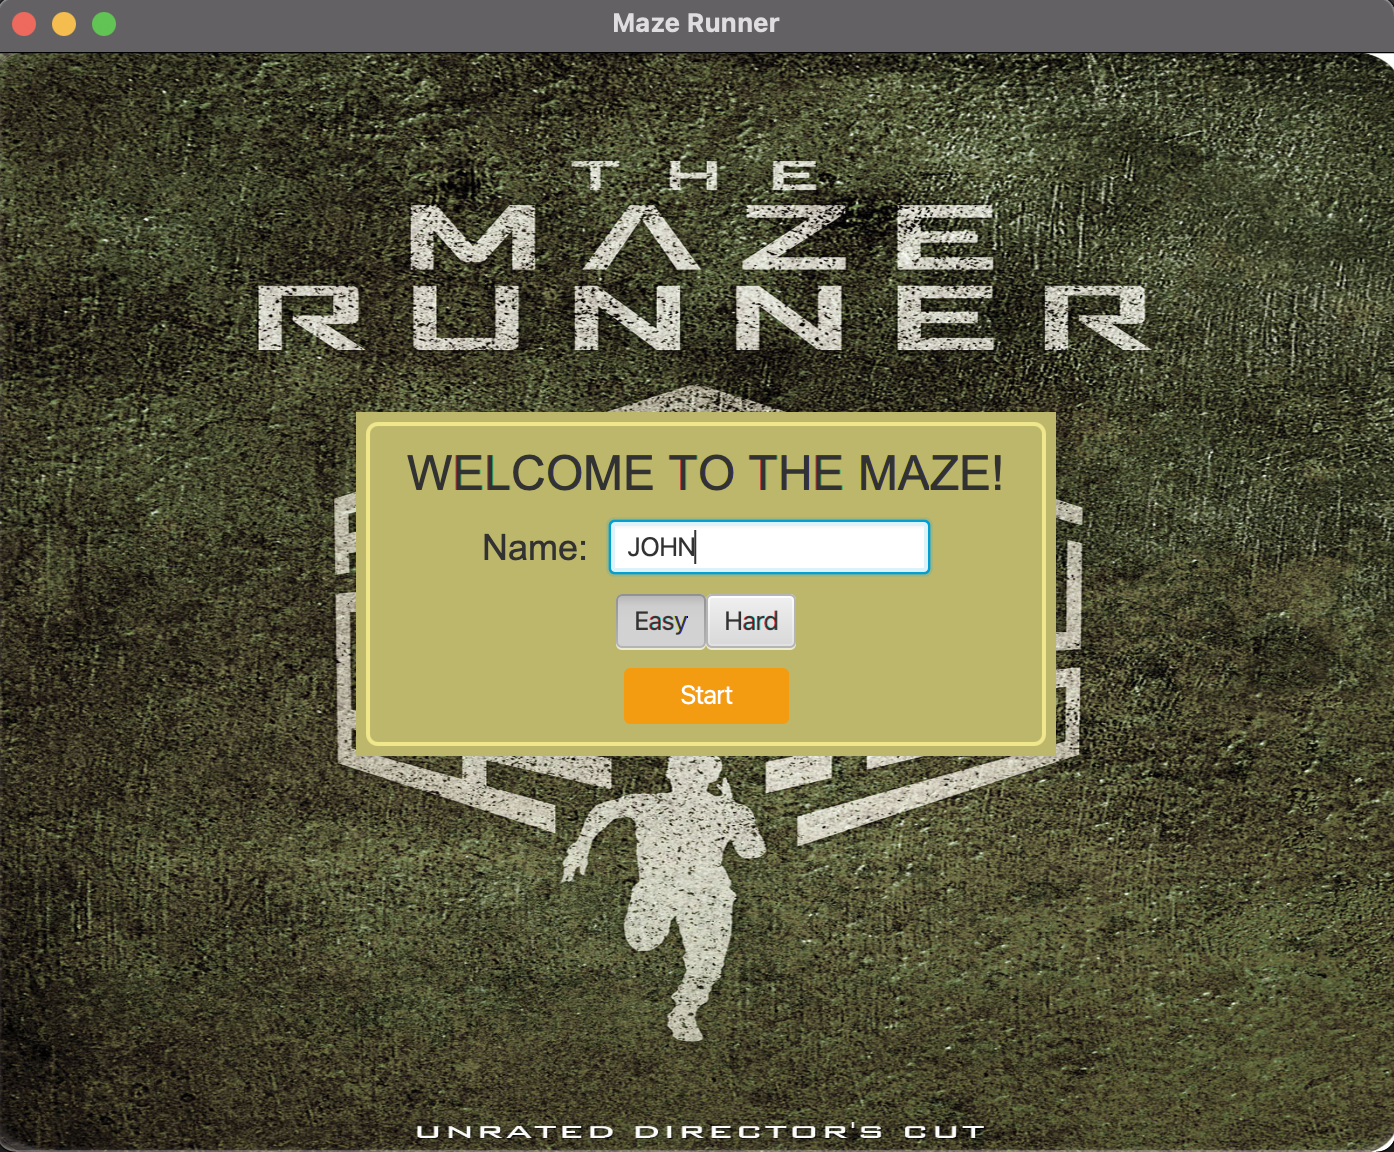 Maze Runner
THE
MAZE
RUNNER
WELCOME TO THE MAZE!
Name: JOHN
Easy Hard
Start
UNRATED DIRECTOR'S CUT